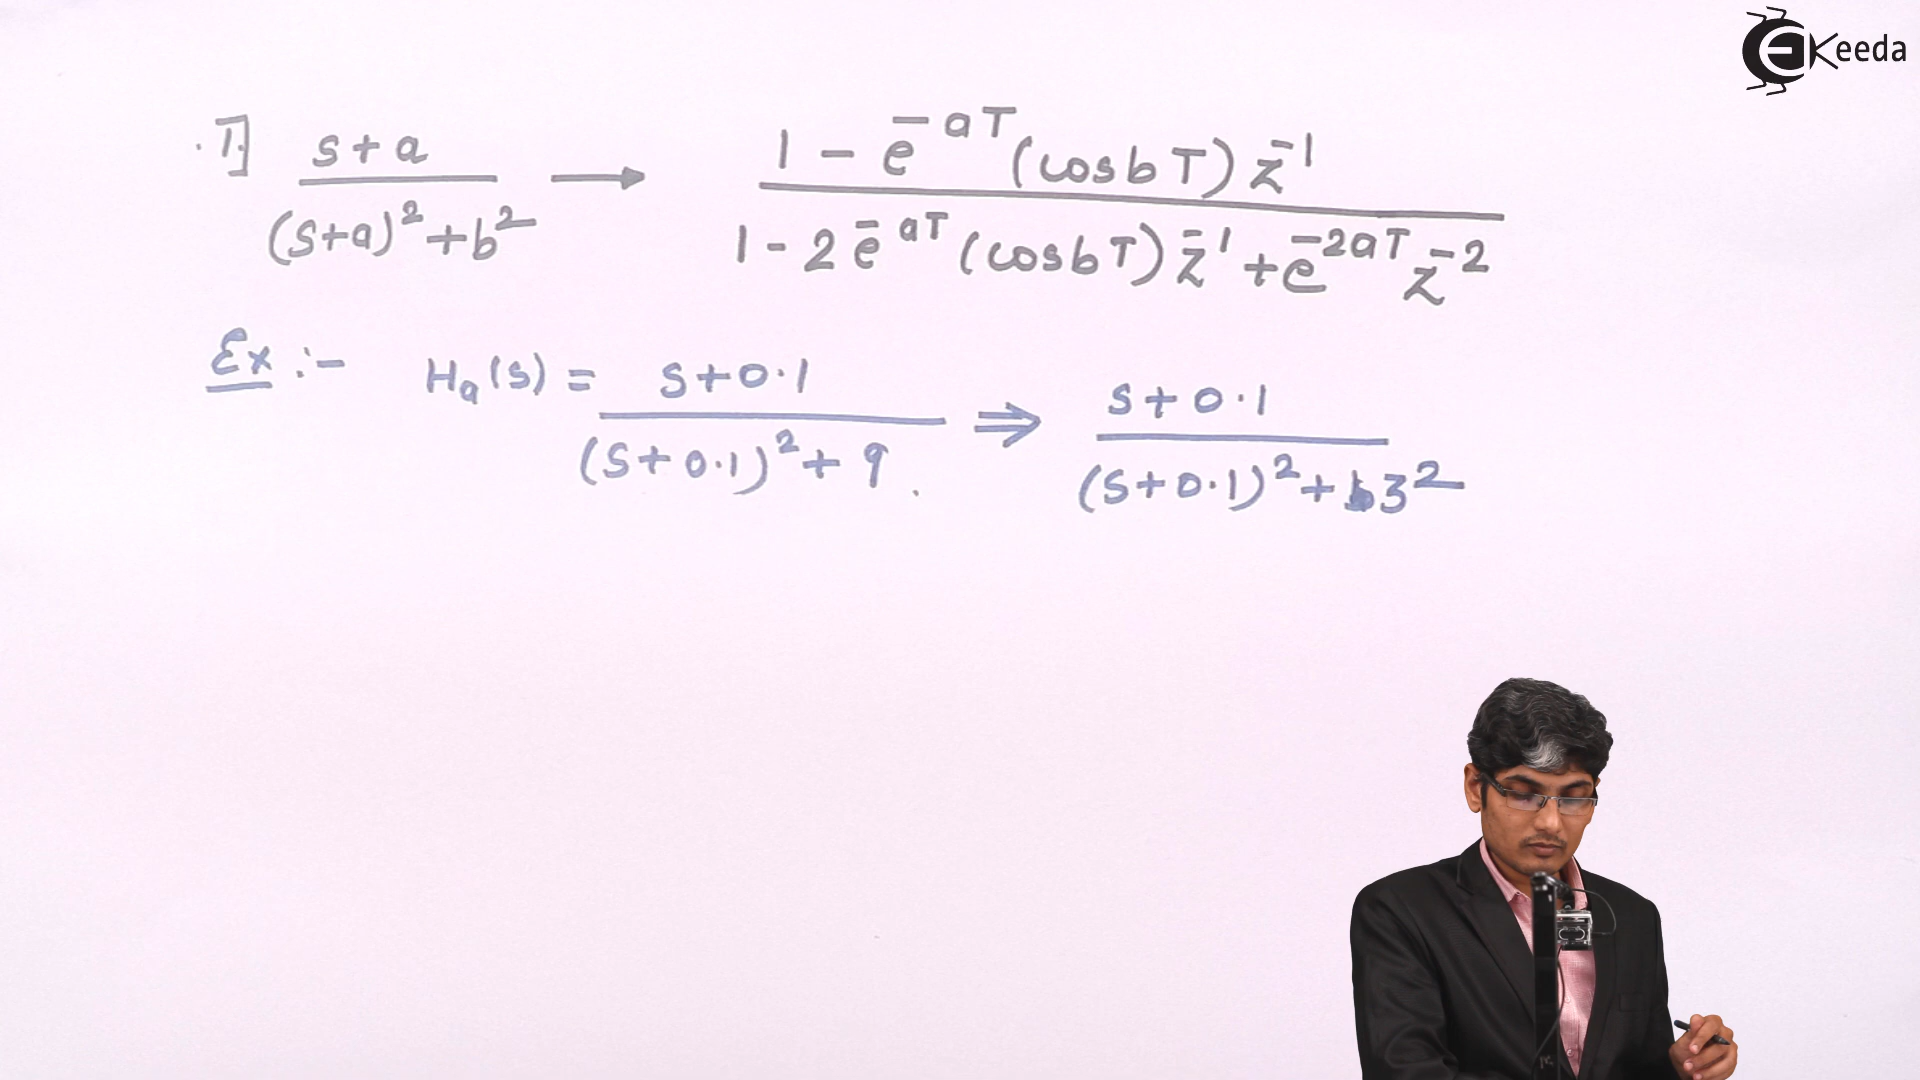 EKeeda
1] s+a / (s+a)² + b² → 1 - e^-aT (cos bT) z^-1 / 1 - 2 e^-aT (cos bT) z^-1 + e^-2aT z^-2
Ex :- Ha(s) = s+0.1 / (s+0.1)² + 9 ⇒ s+0.1 / (s+0.1)² + 3²